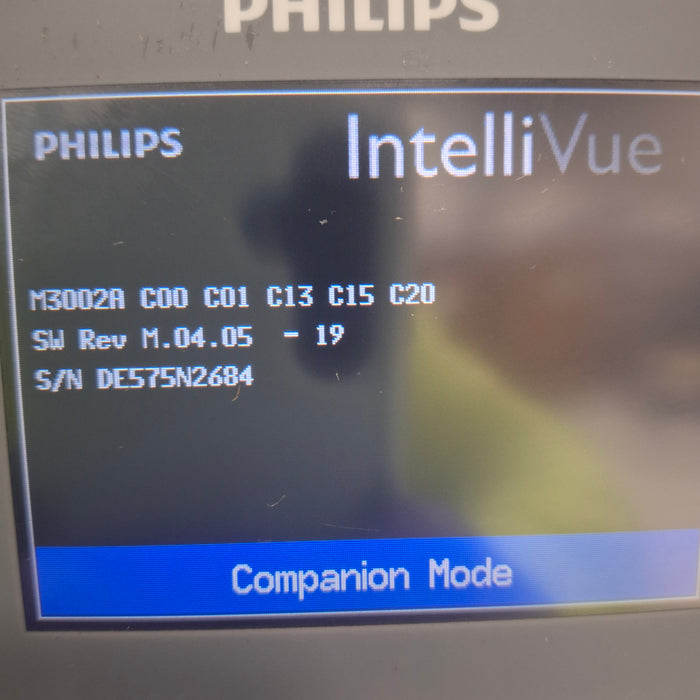 PHILIPS
PHILIPS IntelliVue
M3002A C00 C01 C13 C15 C20
SW Rev M.04.05 - 19
S/N DE575N2684
Companion Mode